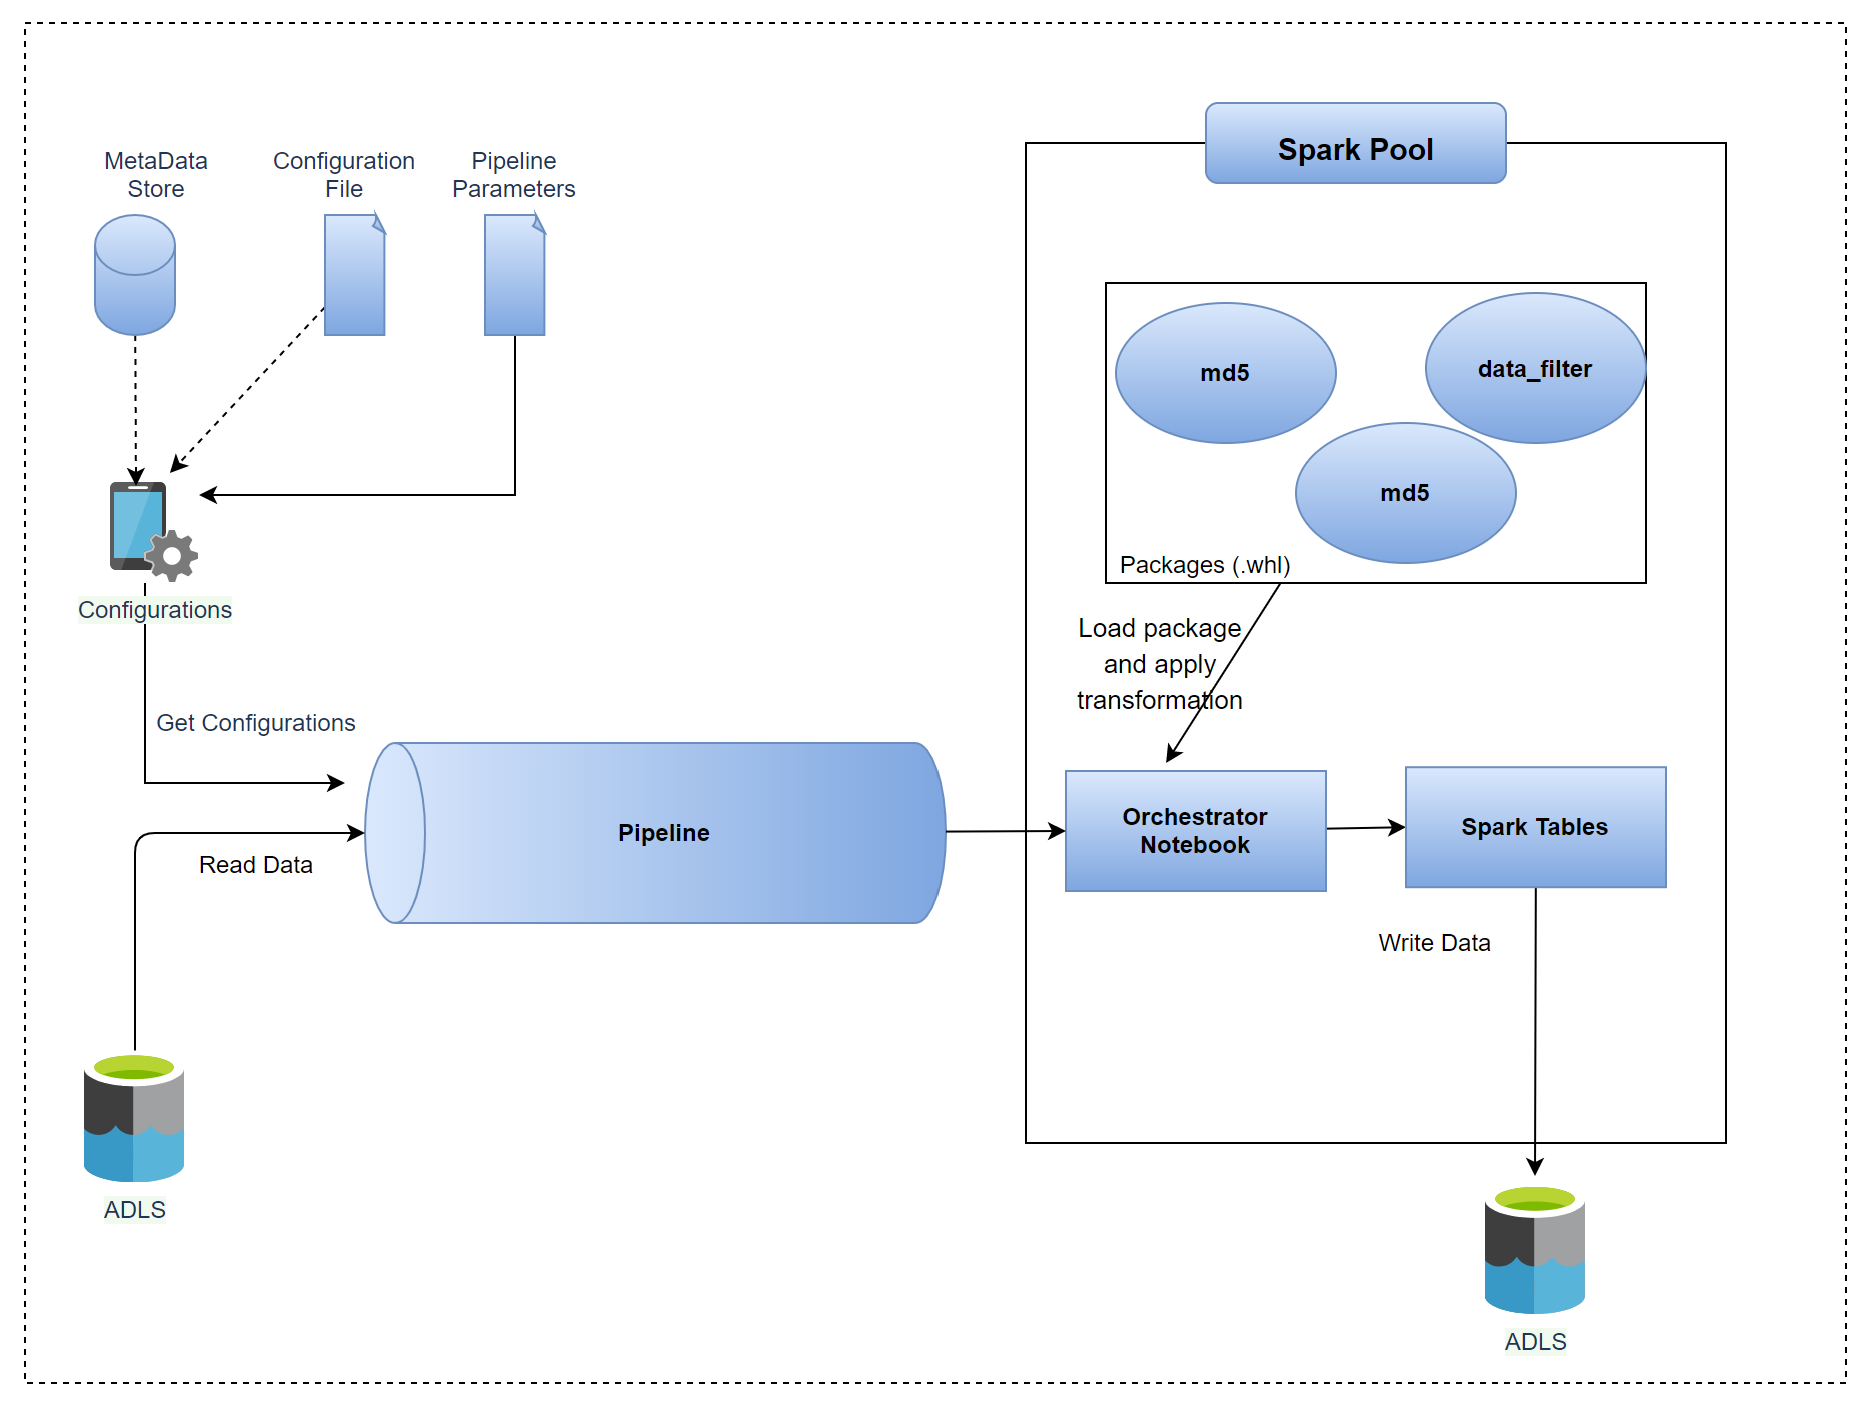 Spark Pool
MetaData
Store
Configuration
File
Pipeline
Parameters
md5
data_filter
md5
Packages (.whl)
Configurations
Load package
and apply
transformation
Get Configurations
Pipeline
Orchestrator
Notebook
Spark Tables
Read Data
Write Data
ADLS
ADLS